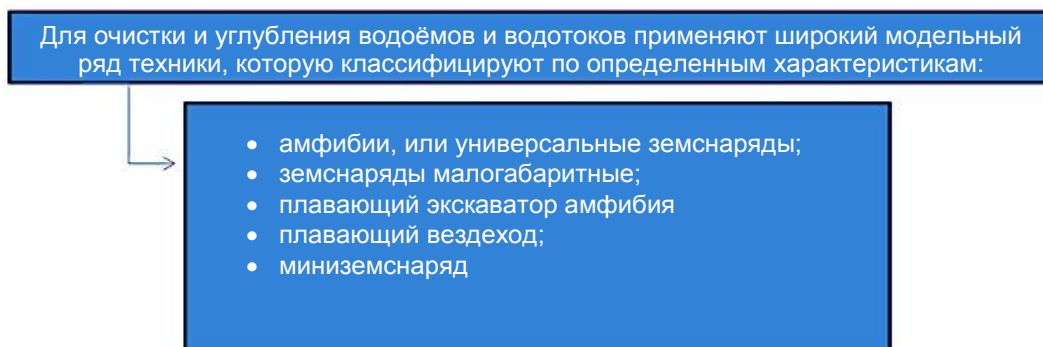 Для очистки и углубления водоёмов и водотоков применяют широкий модельный
ряд техники, которую классифицируют по определенным характеристикам:
• амфибии, или универсальные земснаряды;
• земснаряды малогабаритные;
• плавающий экскаватор амфибия
• плавающий вездеход;
• миниземснаряд